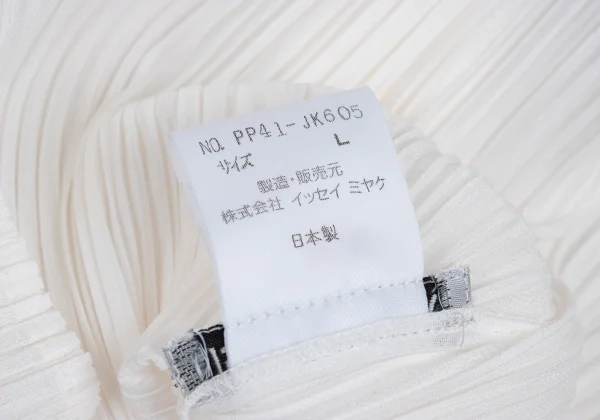 NO. PP41-JK605
サイズ L
製造・販売元
株式会社 イッセイ ミヤケ
日本製